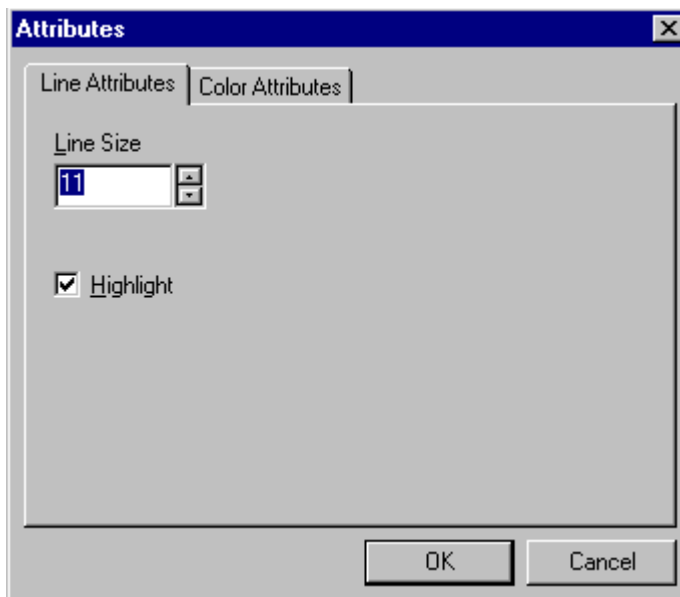 Attributes
Line Attributes Color Attributes
Line Size
11
Highlight
OK Cancel